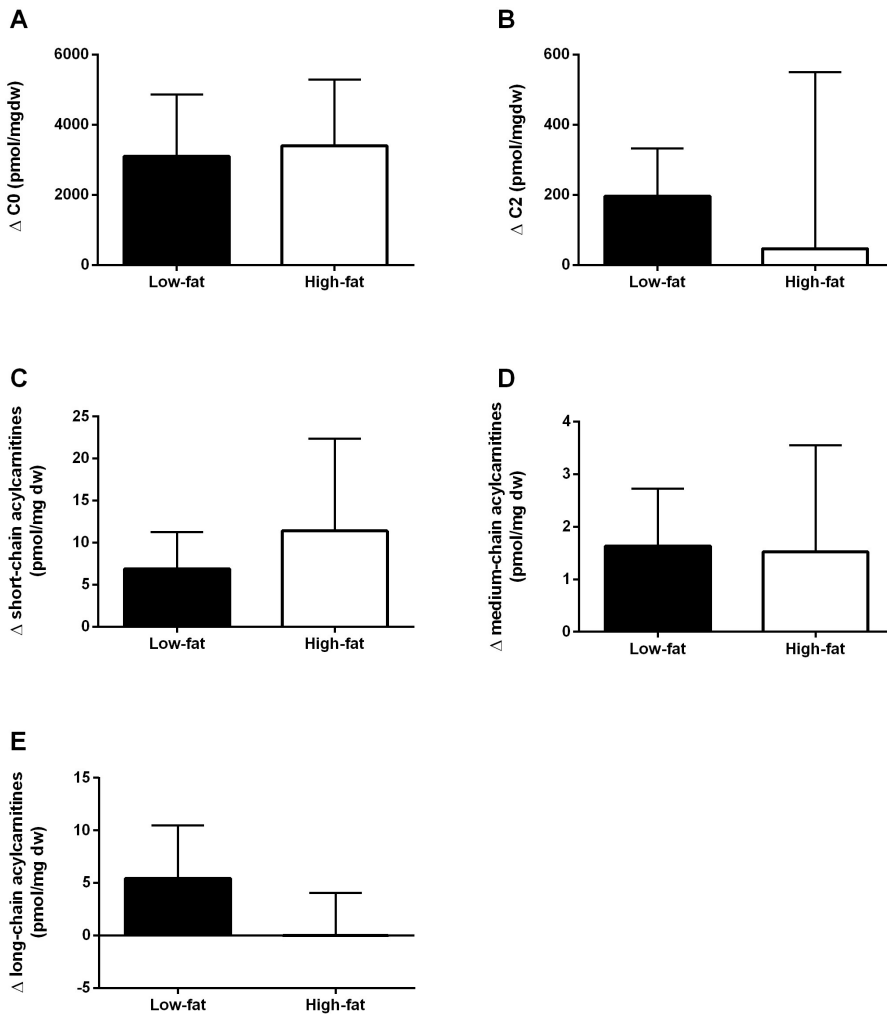 A
Δ C0 (pmol/mgdw)
6000
4000
2000
0
Low-fat
High-fat
B
Δ C2 (pmol/mgdw)
600
400
200
0
Low-fat
High-fat
C
Δ short-chain acylcarnitines
(pmol/mg dw)
25
20
15
10
5
0
Low-fat
High-fat
D
Δ medium-chain acylcarnitines
(pmol/mg dw)
4
3
2
1
0
Low-fat
High-fat
E
Δ long-chain acylcarnitines
(pmol/mg dw)
15
10
5
0
-5
Low-fat
High-fat